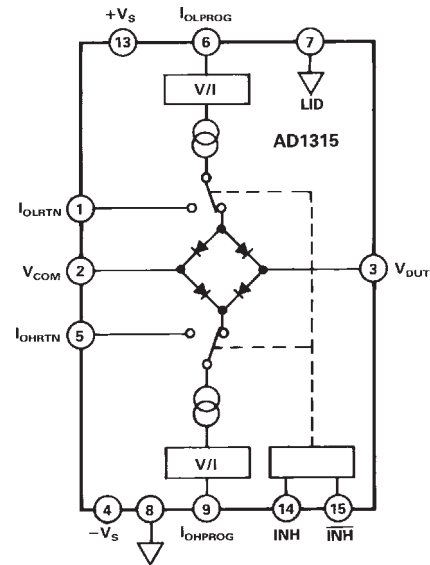 +VS IOLPROG
13 6 7
V/I
LID
AD1315
IOLRTN 1
VCOM 2
3 VDUT
IOHRTN 5
V/I
4 8 9 14 15
-VS IOHPROG INH INH